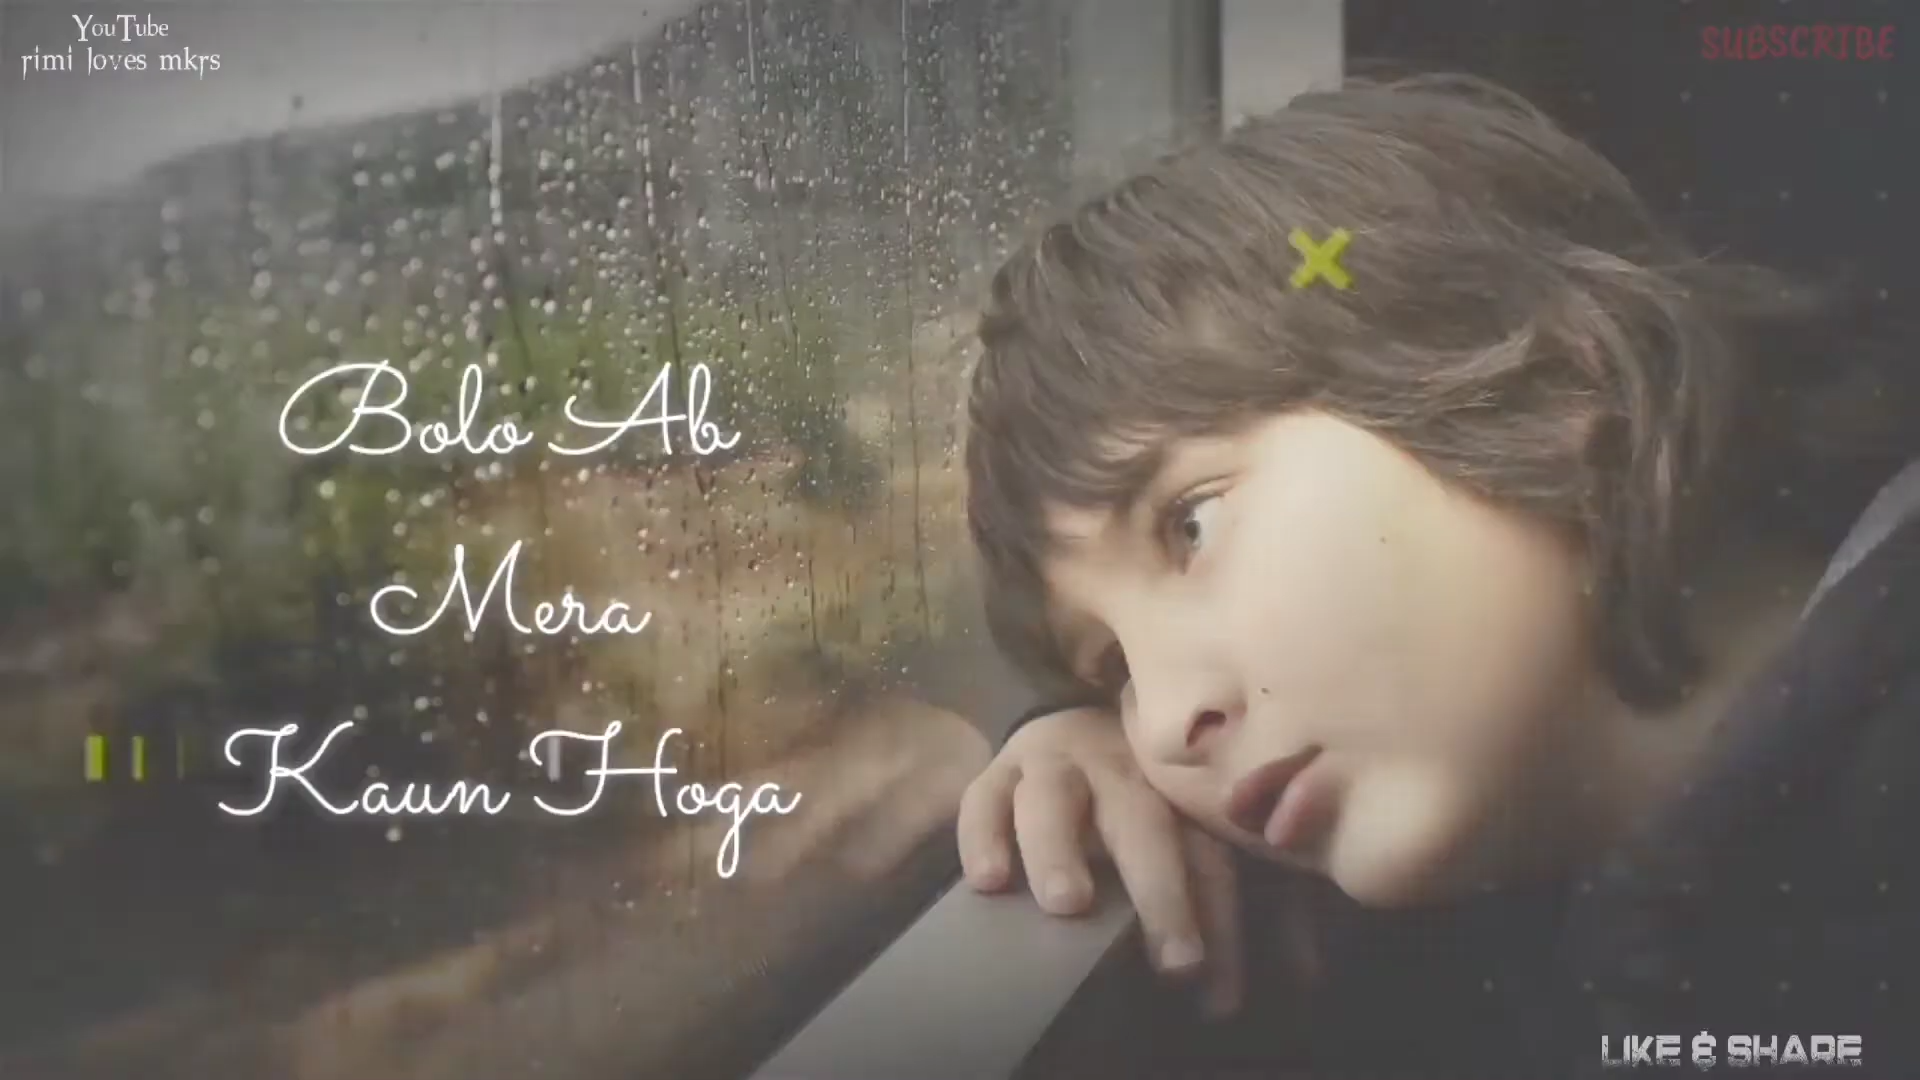 YouTube
rimi loves mkrs
SUBSCRIBE
Bolo Ab
Mera
Kaun Hoga
LIKE & SHARE